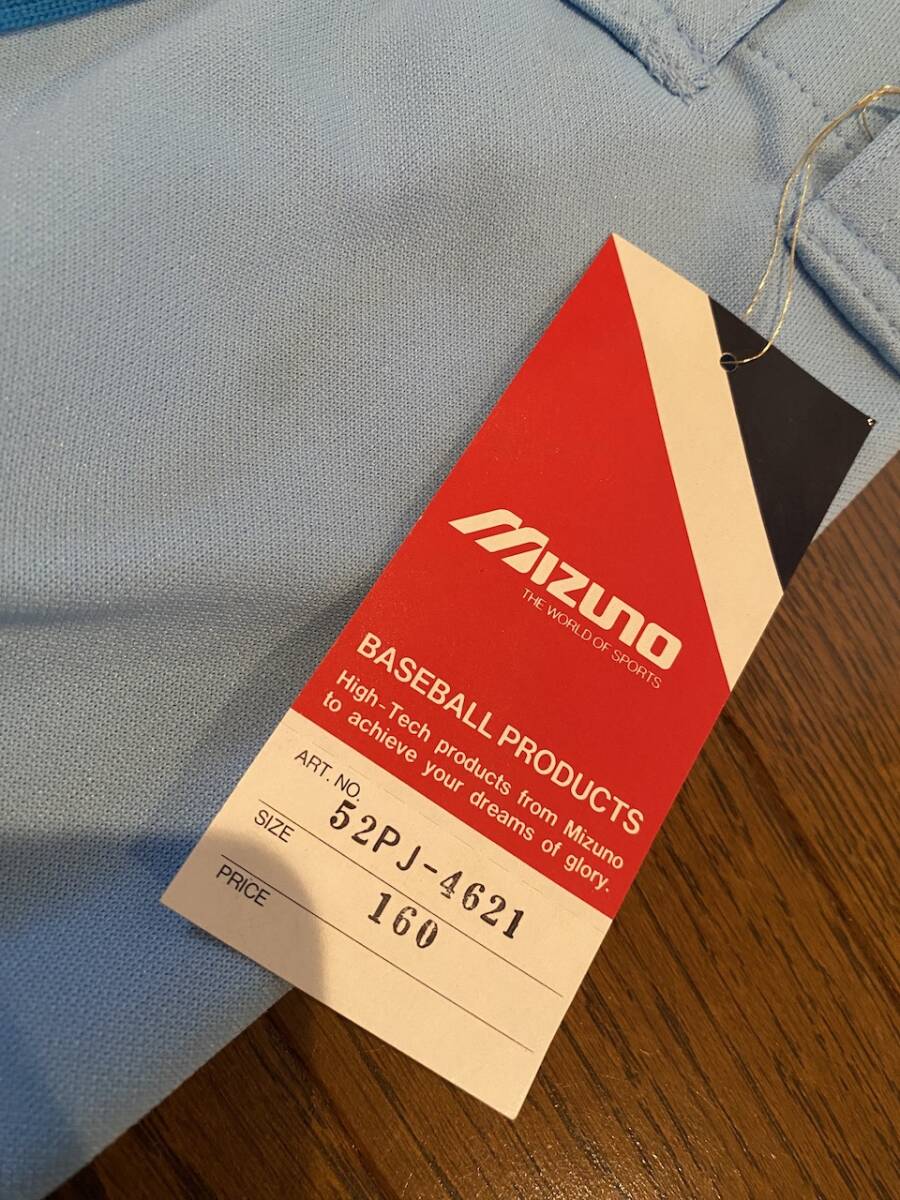 MIZUNO
THE WORLD OF SPORTS
BASEBALL PRODUCTS
High-Tech products from Mizuno
to achieve your dreams of glory.
ART. NO. 52PJ-4621
SIZE 160
PRICE